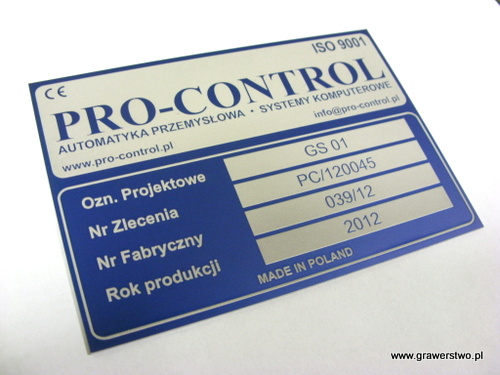 CE
ISO 9001
PRO-CONTROL
AUTOMATYKA PRZEMYSŁOWA • SYSTEMY KOMPUTEROWE
www.pro-control.pl
info@pro-control.pl
Ozn. Projektowe GS 01
Nr Zlecenia PC/120045
Nr Fabryczny 039/12
Rok produkcji 2012
MADE IN POLAND
www.grawerstwo.pl